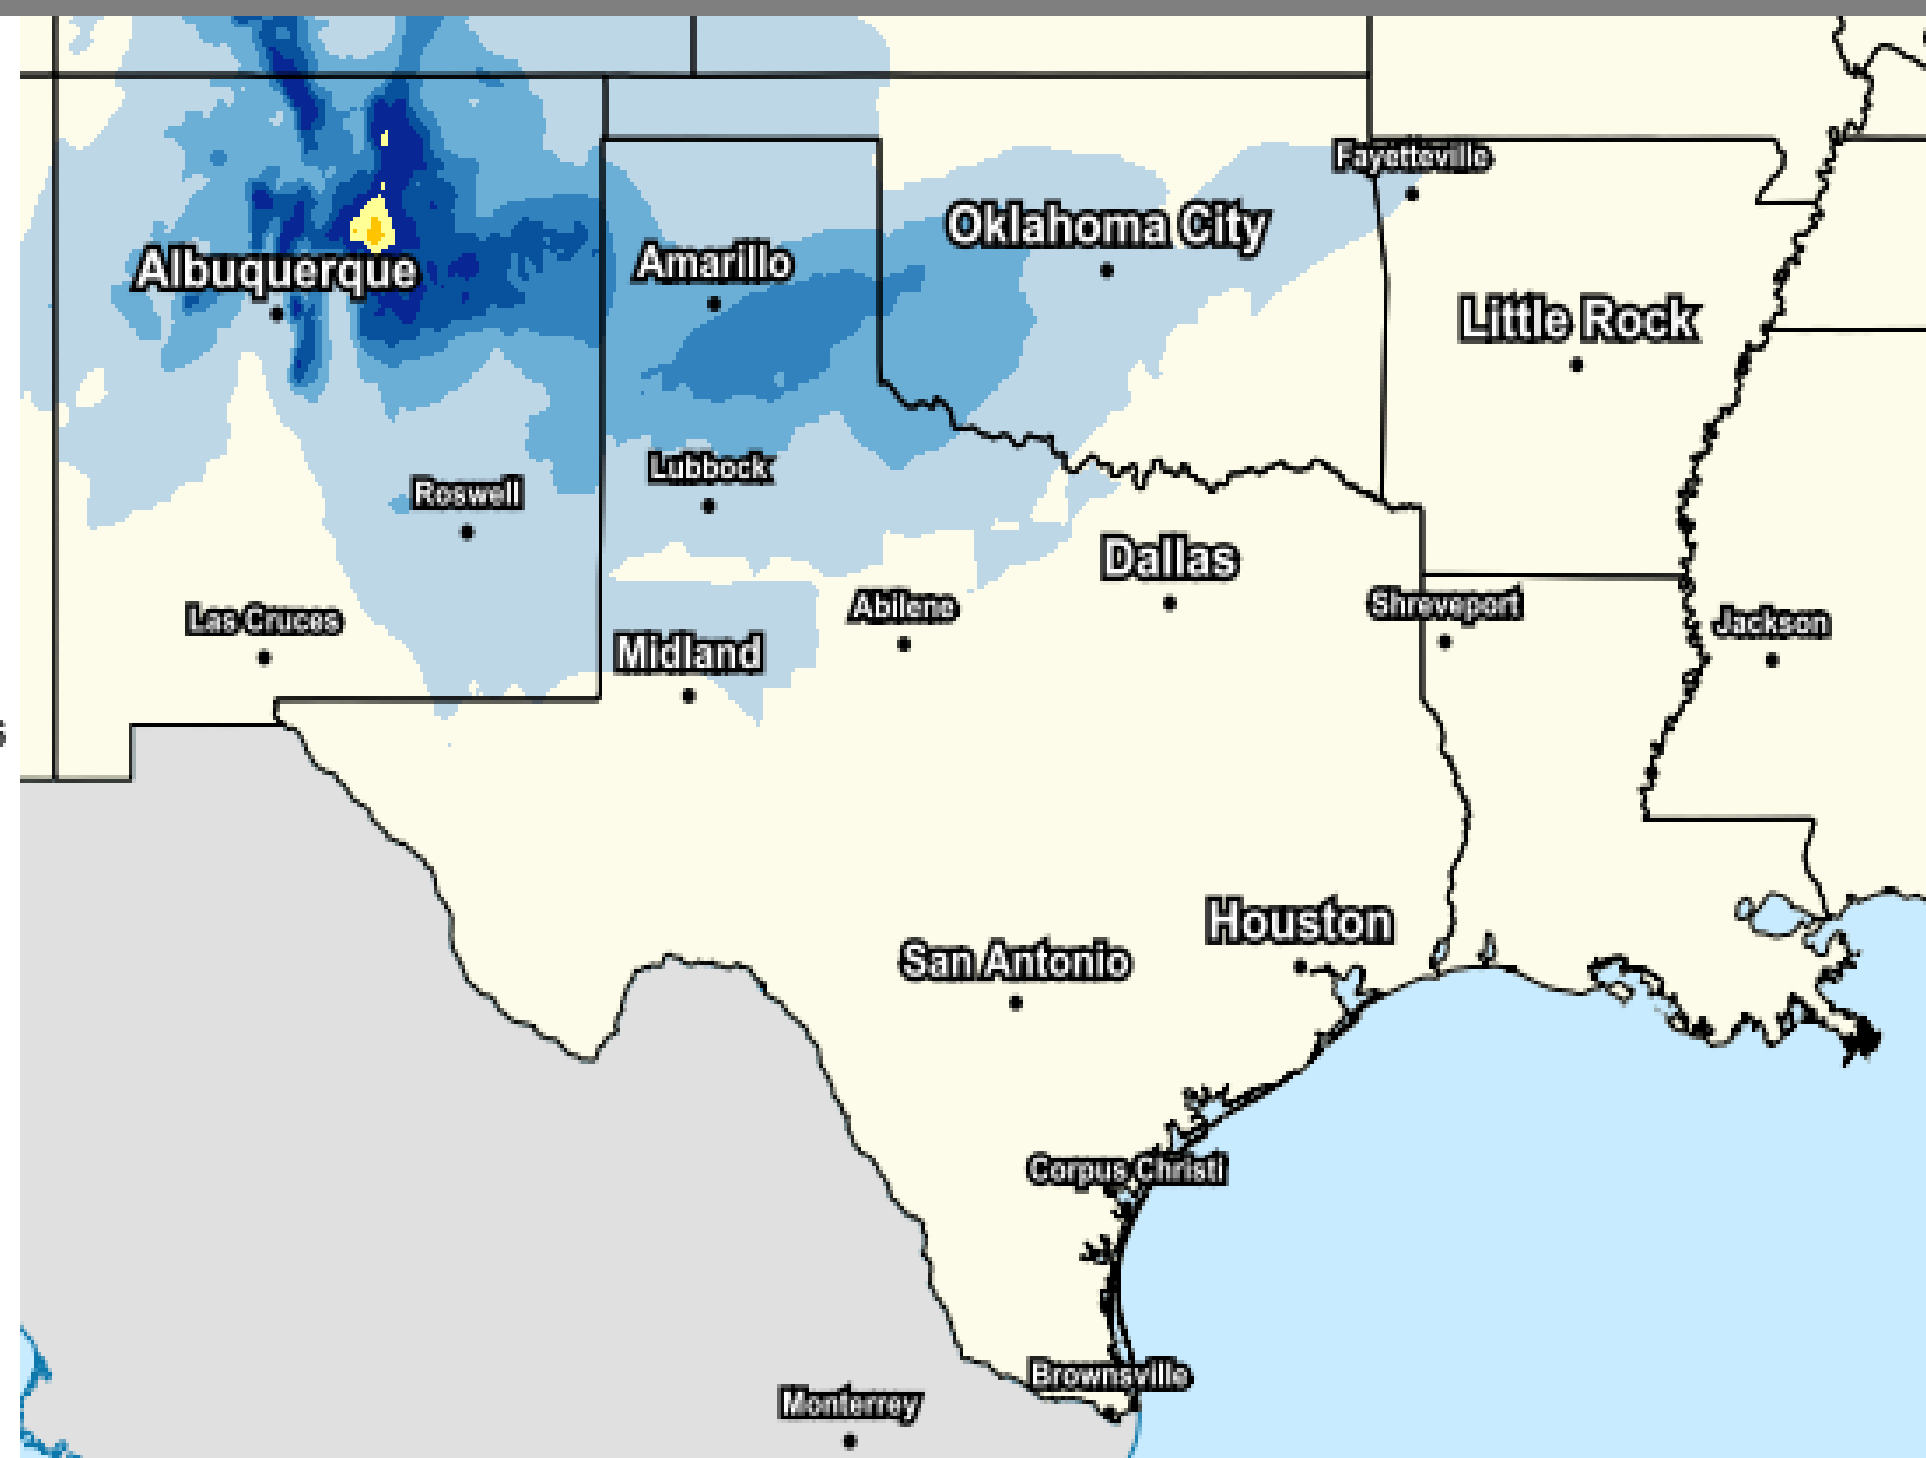 Fayetteville
Oklahoma City
Albuquerque
Amarillo
Little Rock
Lubbock
Roswell
Dallas
Abilene
Shreveport
Las Cruces
Jackson
Midland
Houston
San Antonio
Corpus Christi
Brownsville
Monterrey